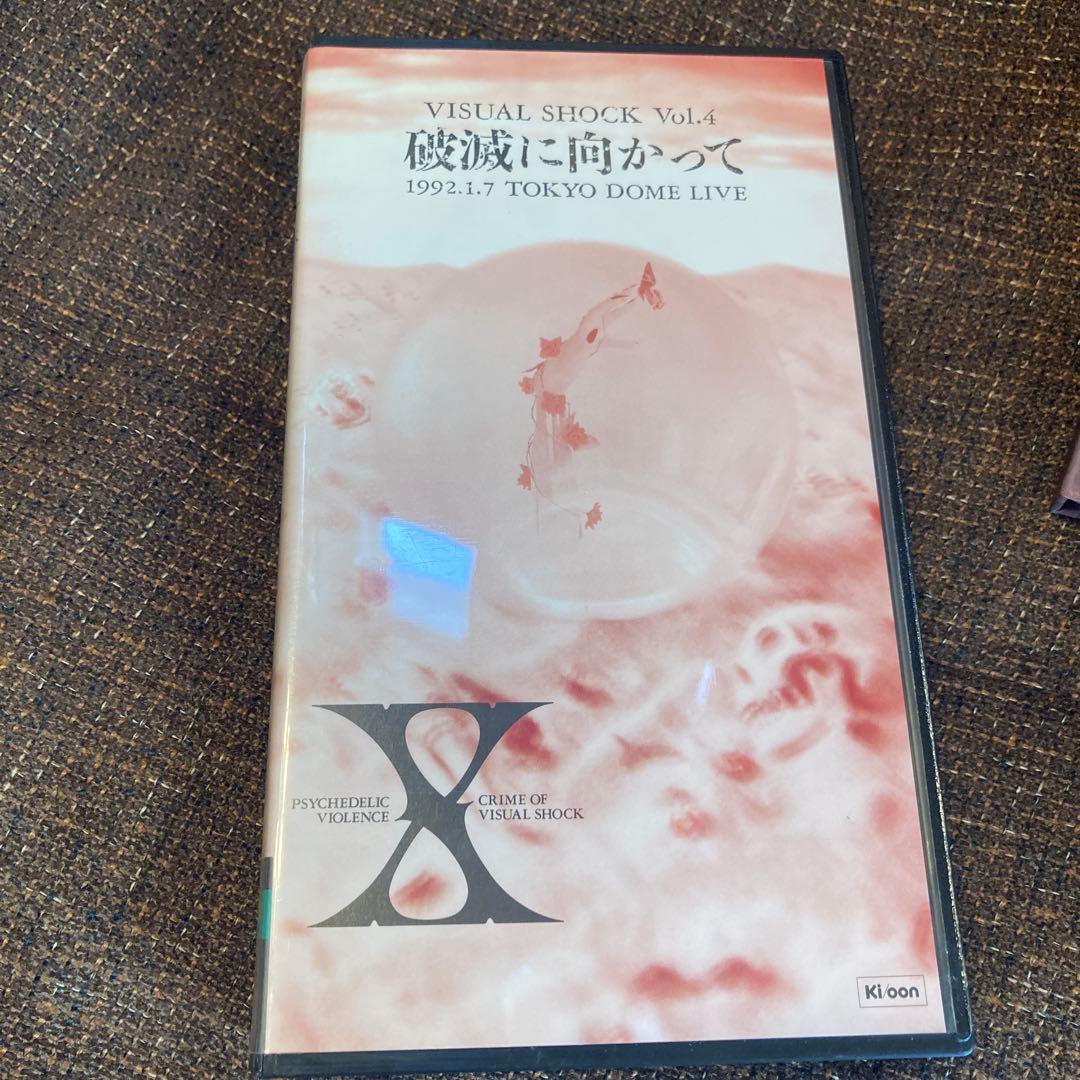 VISUAL SHOCK Vol.4
破滅に向かって
1992.1.7 TOKYO DOME LIVE
PSYCHEDELIC
VIOLENCE
X
CRIME OF
VISUAL SHOCK
Ki/oon